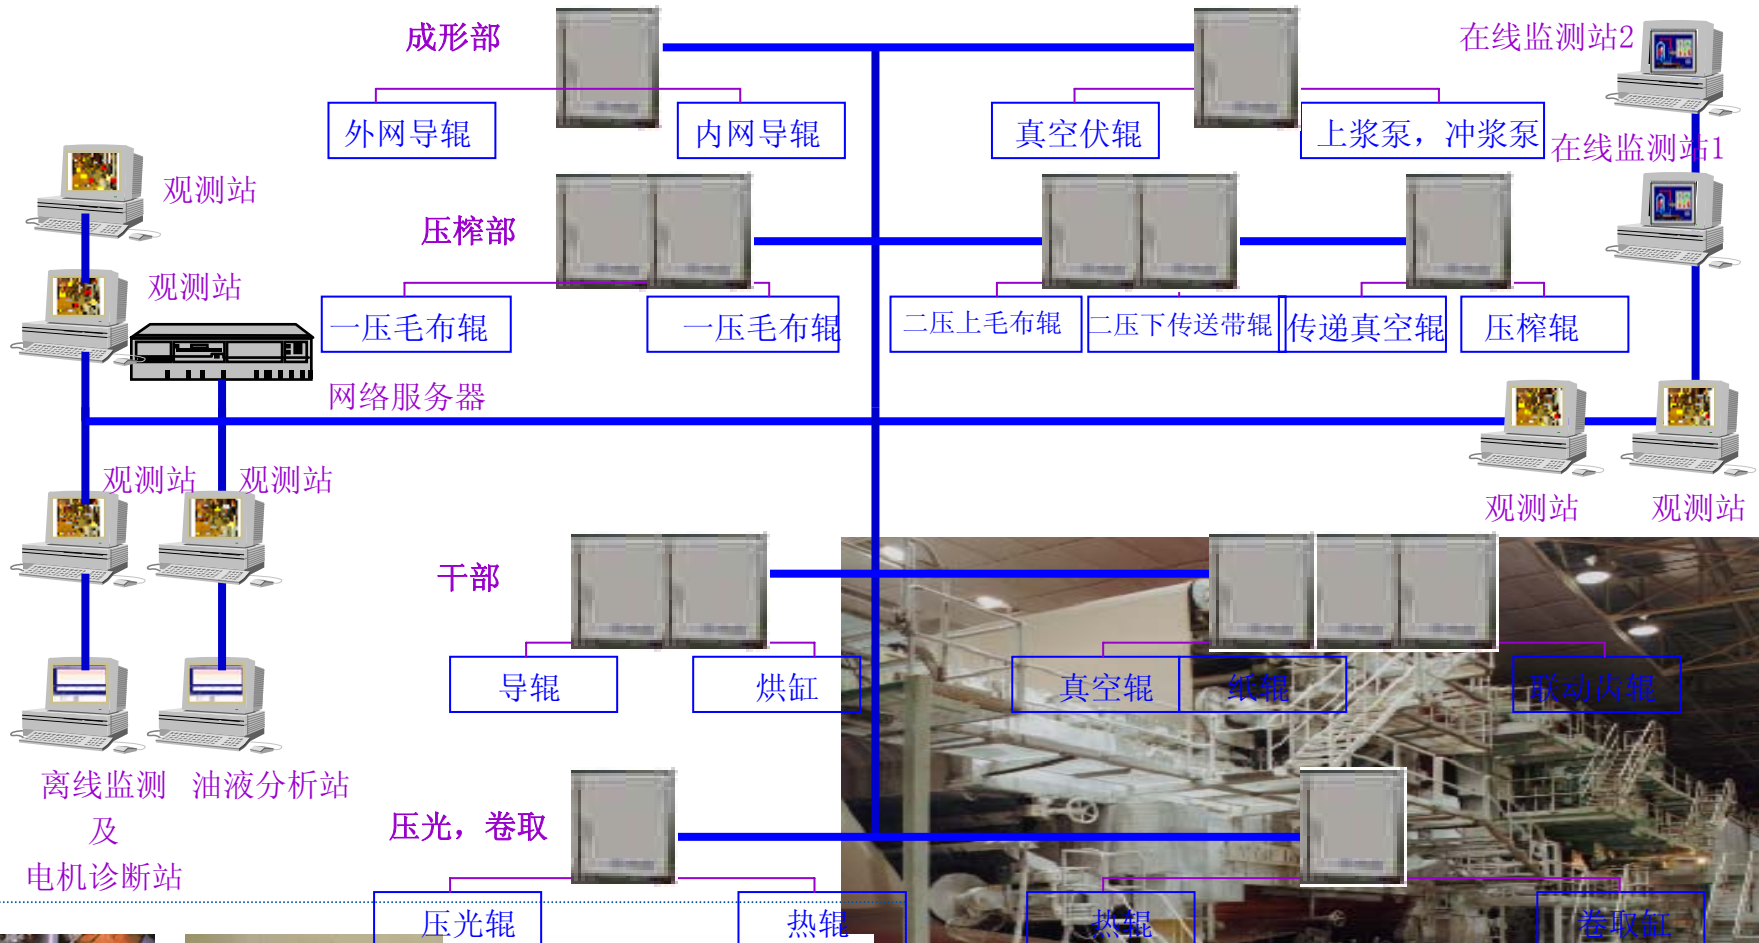 成形部
在线监测站2
外网导辊
内网导辊
真空伏辊
上浆泵，冲浆泵
在线监测站1
观测站
压榨部
观测站
一压毛布辊
一压毛布辊
二压上毛布辊
二压下传送带辊
传递真空辊
压榨辊
网络服务器
观测站
观测站
观测站
观测站
干部
导辊
烘缸
真空辊
纸辊
联动齿辊
离线监测
及
电机诊断站
油液分析站
压光，卷取
压光辊
热辊
热辊
卷取缸